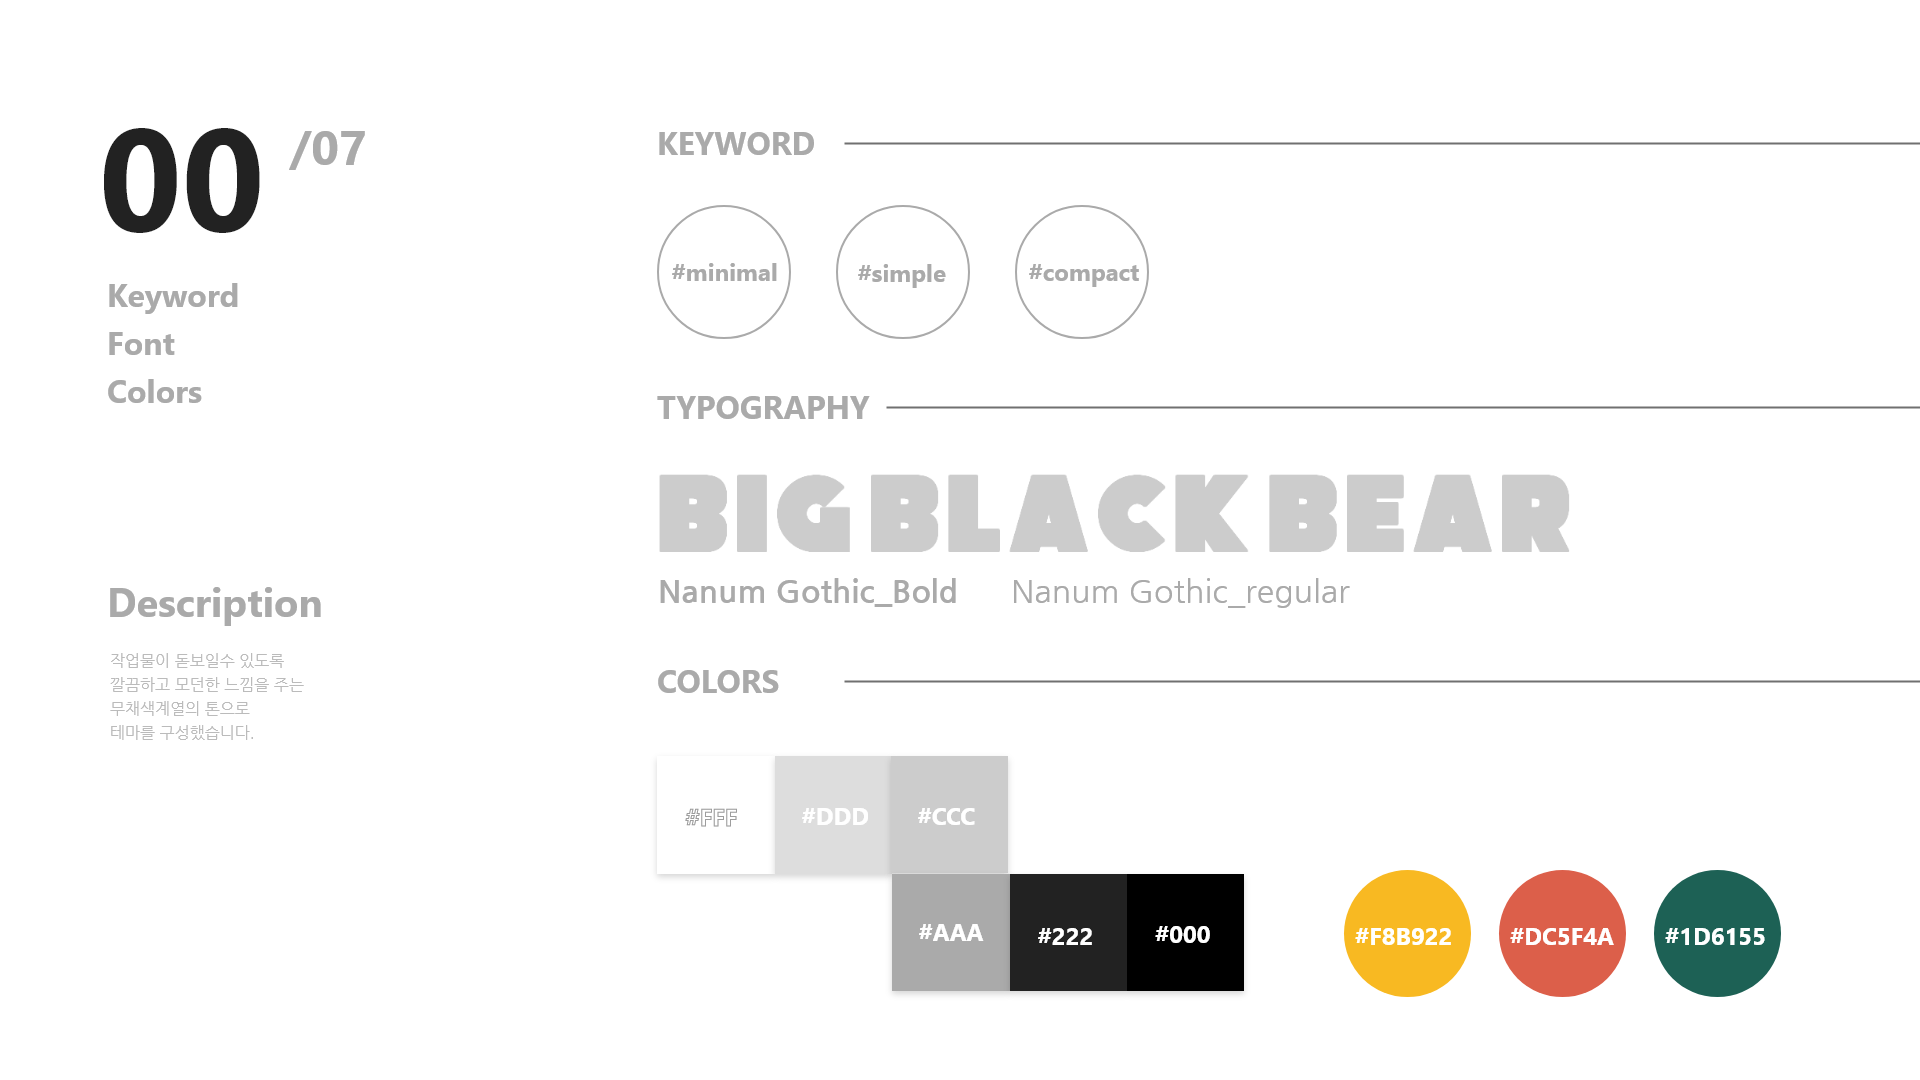 00 /07
Keyword
Font
Colors
Description
작업물이 돋보일수 있도록
깔끔하고 모던한 느낌을 주는
무채색계열의 톤으로
테마를 구성했습니다.
KEYWORD
#minimal #simple #compact
TYPOGRAPHY
BIG BLACK BEAR
Nanum Gothic_Bold Nanum Gothic_regular
COLORS
#FFF #DDD #CCC
#AAA #222 #000 #F8B922 #DC5F4A #1D6155